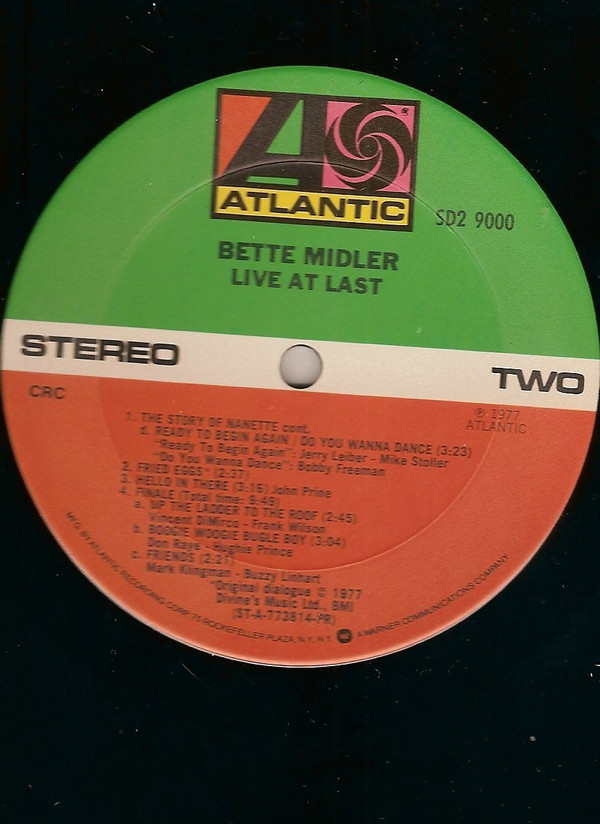 ATLANTIC
SD2 9000
BETTE MIDLER
LIVE AT LAST
STEREO
TWO
CRC
℗ 1977
ATLANTIC
1. THE STORY OF NANETTE cont.
d. READY TO BEGIN AGAIN / DO YOU WANNA DANCE (3:23)
"Ready To Begin Again": Jerry Leiber - Mike Stoller
"Do You Wanna Dance": Bobby Freeman
2. FRIED EGGS* (2:37)
3. HELLO IN THERE (3:16) John Prine
4. FINALE (Total time: 9:49)
a. UP THE LADDER TO THE ROOF (2:45)
Vincent DiMirco - Frank Wilson
b. BOOGIE WOOGIE BUGLE BOY (3:04)
Don Raye - Hughie Prince
c. FRIENDS (2:21)
Mark Klingman - Buzzy Linhart
*Original dialogue © 1977
Divine's Music Ltd., BMI
(ST-A-773814-PR)
MFG. BY ATLANTIC RECORDING CORP. 75 ROCKEFELLER PLAZA, N.Y., N.Y. A WARNER COMMUNICATIONS COMPANY